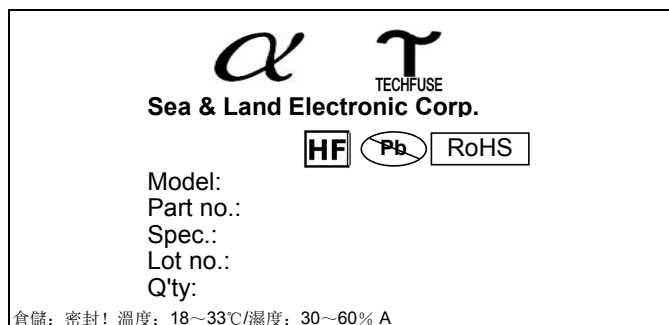 α τ
TECHFUSE
Sea & Land Electronic Corp.
HF Pb RoHS
Model:
Part no.:
Spec.:
Lot no.:
Q'ty:
倉儲：密封！溫度：18～33℃/濕度：30～60% A